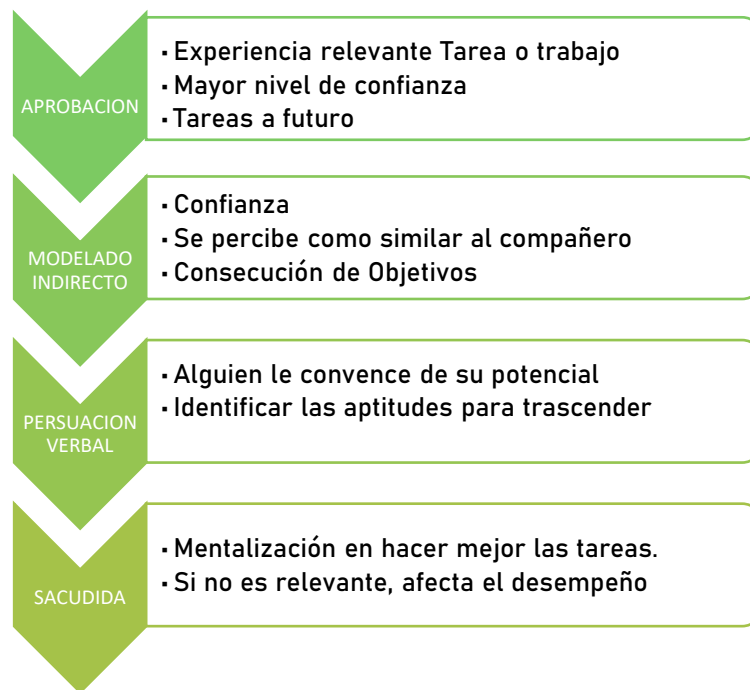 APROBACION
▪ Experiencia relevante Tarea o trabajo
▪ Mayor nivel de confianza
▪ Tareas a futuro
MODELADO
INDIRECTO
▪ Confianza
▪ Se percibe como similar al compañero
▪ Consecución de Objetivos
PERSUACION
VERBAL
▪ Alguien le convence de su potencial
▪ Identificar las aptitudes para trascender
SACUDIDA
▪ Mentalización en hacer mejor las tareas.
▪ Si no es relevante, afecta el desempeño